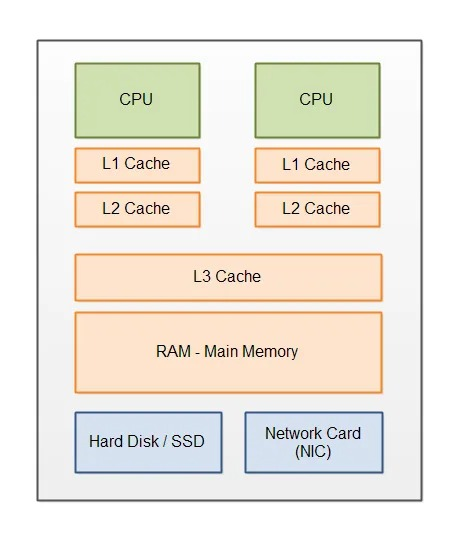 CPU
CPU
L1 Cache
L1 Cache
L2 Cache
L2 Cache
L3 Cache
RAM - Main Memory
Hard Disk / SSD
Network Card
(NIC)